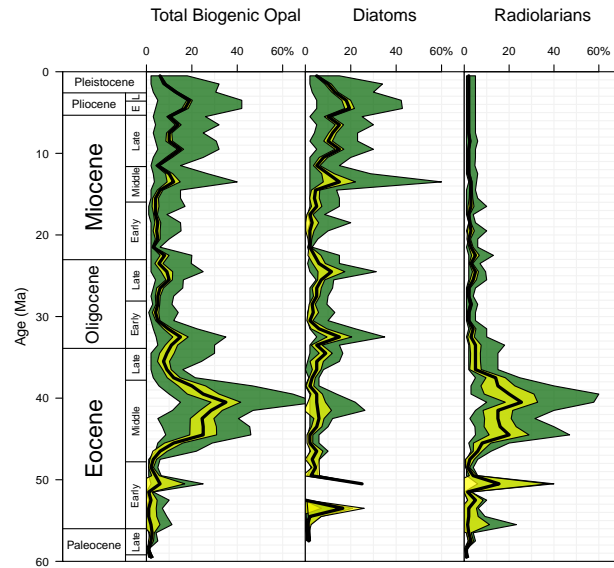 Total Biogenic Opal Diatoms Radiolarians
0 20 40 60% 0 20 40 60% 0 20 40 60%
0
10
20
30
40
50
60
Age (Ma)
Pleistocene
Pliocene
L
E
Miocene
Late
Middle
Early
Oligocene
Late
Early
Eocene
Late
Middle
Early
Paleocene
Late